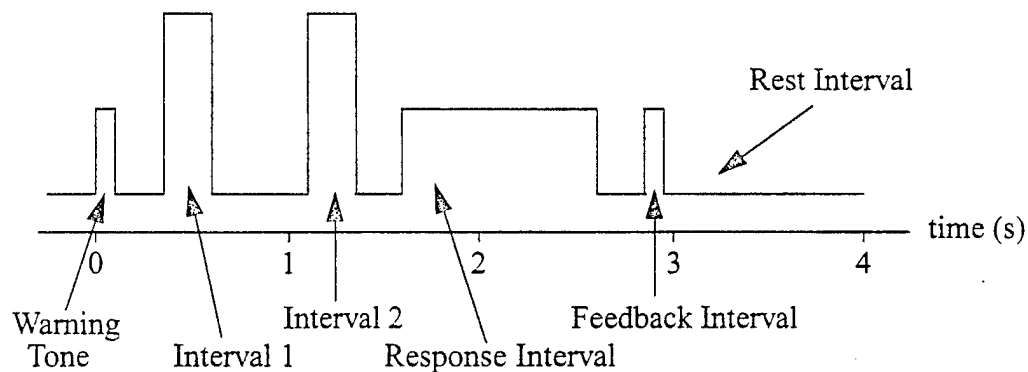 Rest Interval
time (s)
0 1 2 3 4
Warning
Tone
Interval 1
Interval 2
Response Interval
Feedback Interval